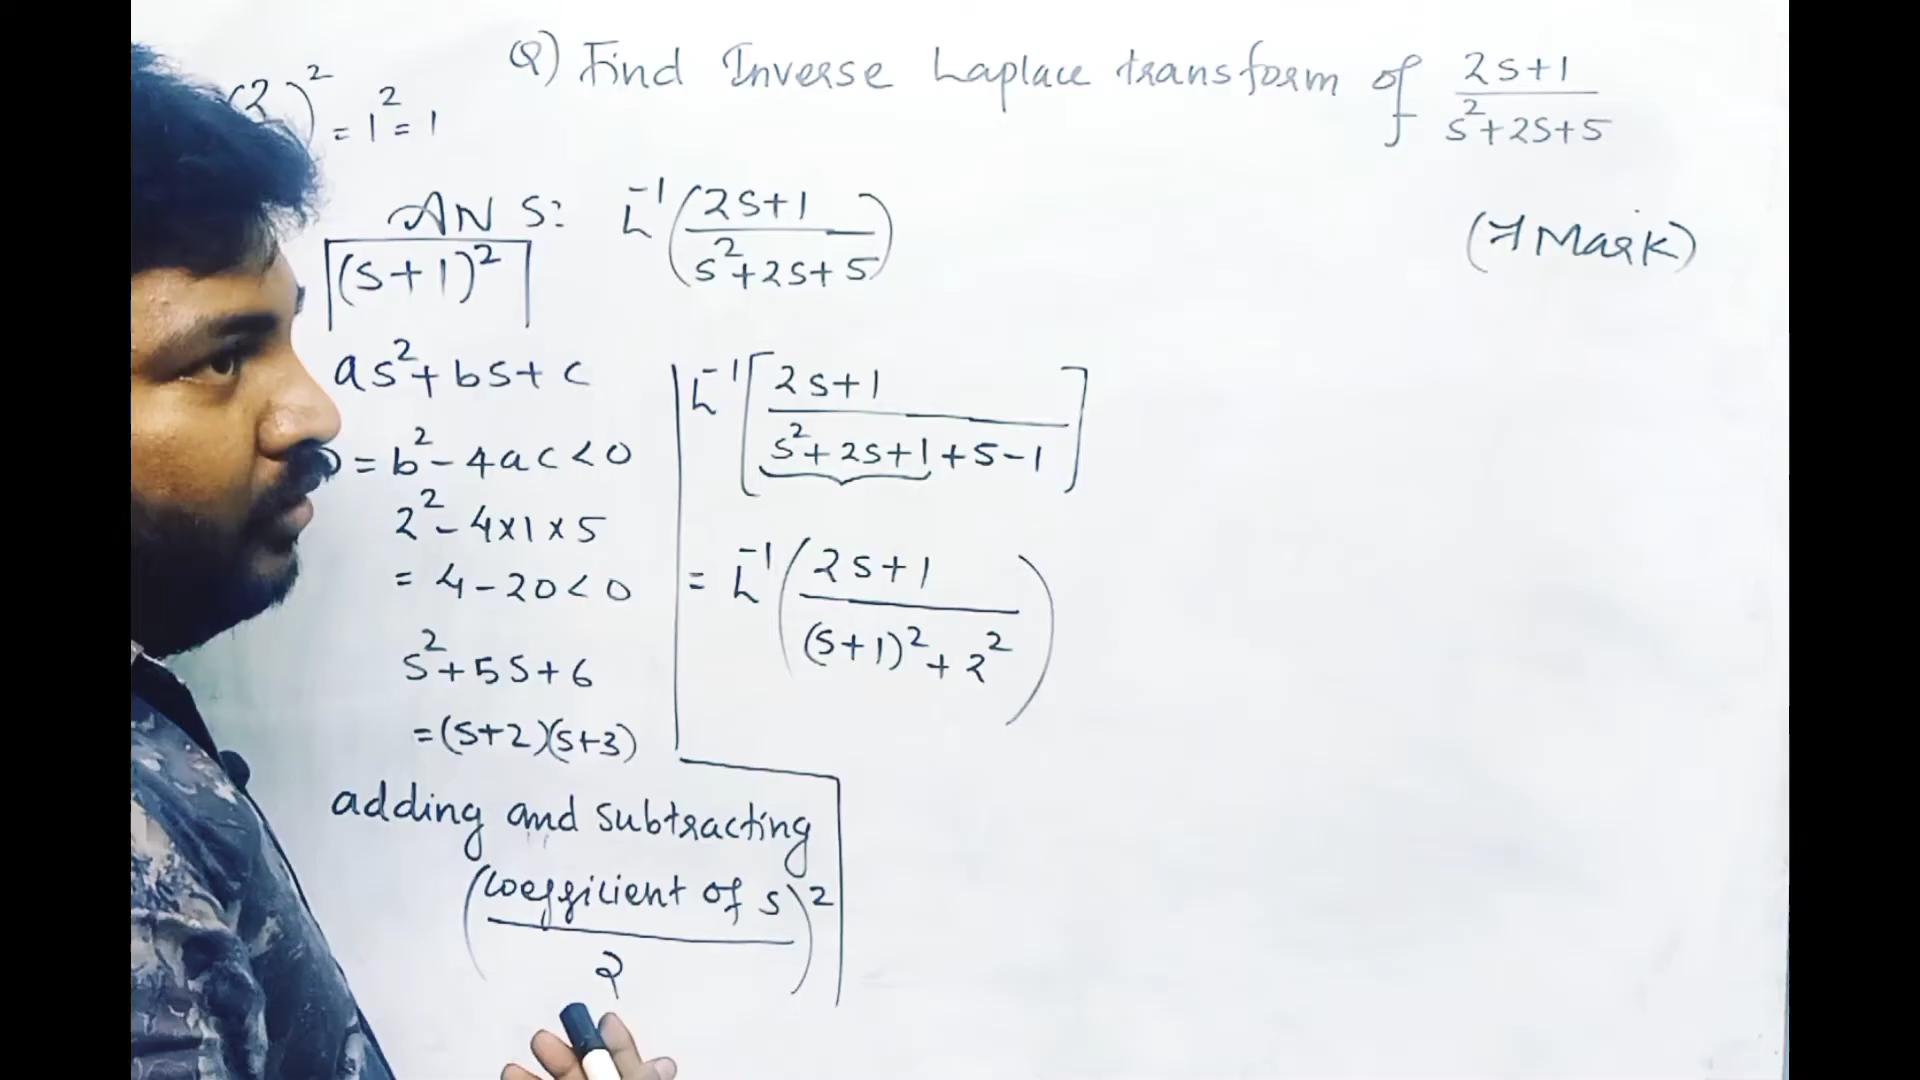 Q) Find Inverse Laplace transform of (2s+1)/(s²+2s+5)
(2 )² = 1² = 1
ANS: L⁻¹((2s+1)/(s²+2s+5))
(7 Mark)
(s+1)²
as²+bs+c
= b²-4ac<0
2²-4×1×5
= 4-20<0
s²+5s+6
=(s+2)(s+3)
adding and subtracting
(coefficient of s/2)²
L⁻¹[(2s+1)/(s²+2s+1+5-1)]
= L⁻¹((2s+1)/((s+1)²+2²))